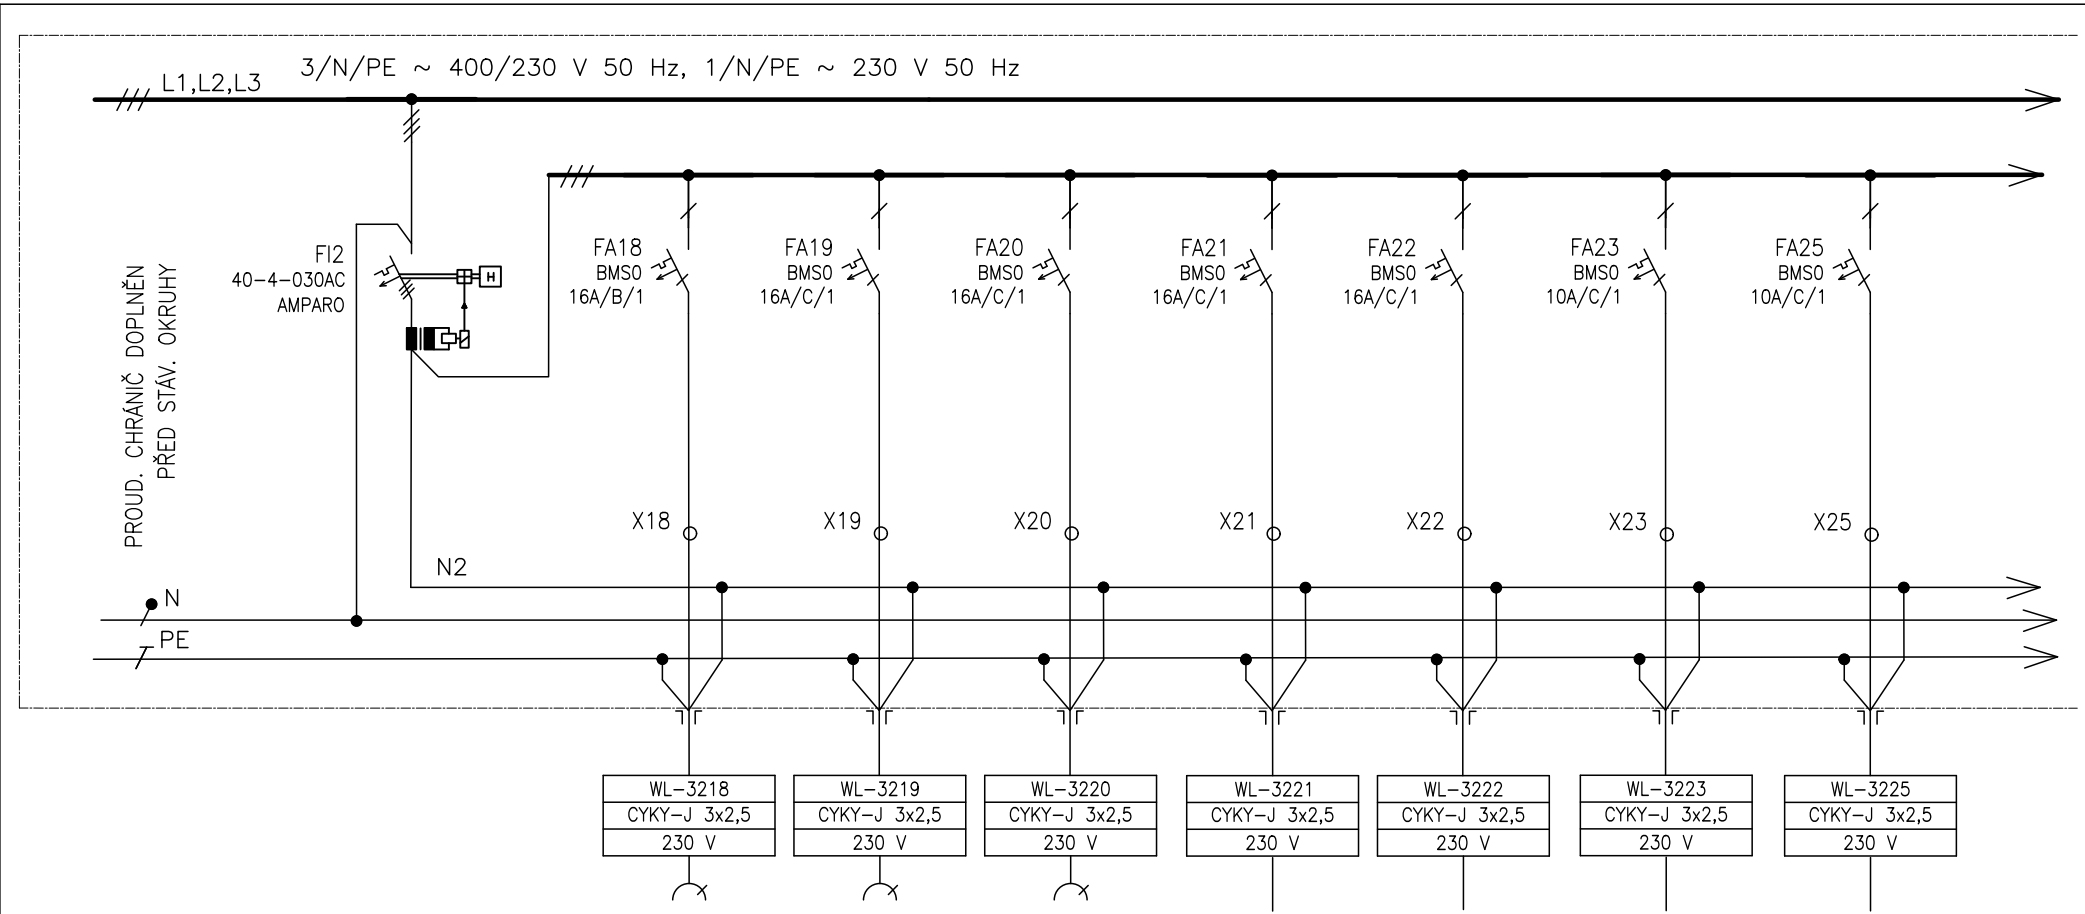 3/N/PE ~ 400/230 V 50 Hz, 1/N/PE ~ 230 V 50 Hz
L1,L2,L3
PROUD. CHRÁNIČ DOPLNĚN
PŘED STÁV. OKRUHY
FI2
40-4-030AC
AMPARO
H
FA18
BMS0
16A/B/1
FA19
BMS0
16A/C/1
FA20
BMS0
16A/C/1
FA21
BMS0
16A/C/1
FA22
BMS0
16A/C/1
FA23
BMS0
10A/C/1
FA25
BMS0
10A/C/1
X18
X19
X20
X21
X22
X23
X25
N2
N
PE
WL-3218
CYKY-J 3x2,5
230 V
WL-3219
CYKY-J 3x2,5
230 V
WL-3220
CYKY-J 3x2,5
230 V
WL-3221
CYKY-J 3x2,5
230 V
WL-3222
CYKY-J 3x2,5
230 V
WL-3223
CYKY-J 3x2,5
230 V
WL-3225
CYKY-J 3x2,5
230 V